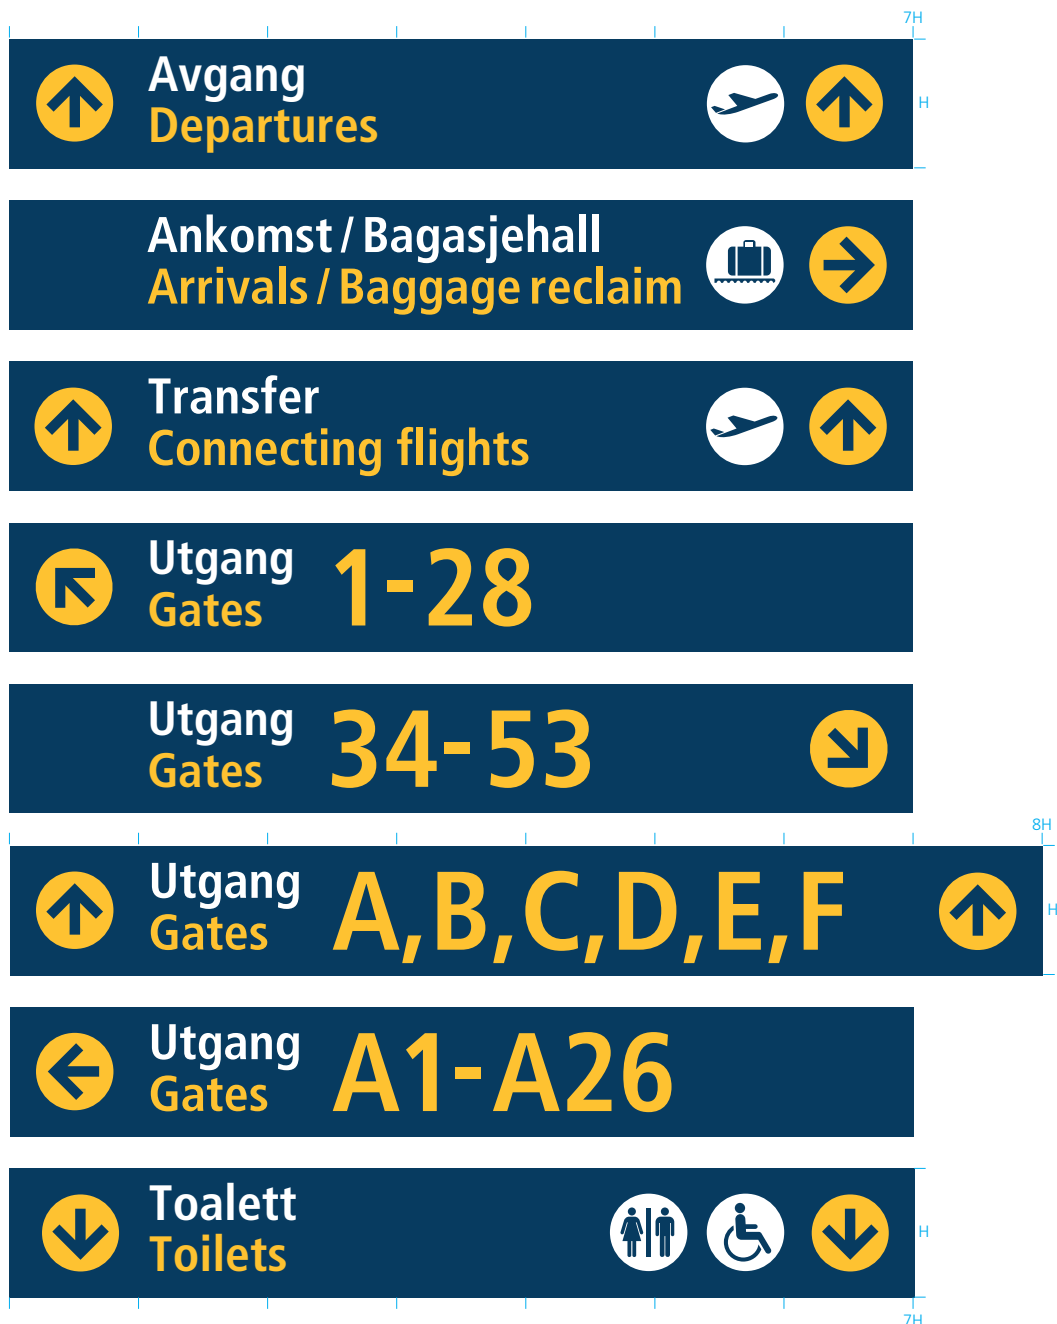 7H
Avgang
Departures
H
Ankomst / Bagasjehall
Arrivals / Baggage reclaim
Transfer
Connecting flights
Utgang
Gates
1-28
Utgang
Gates
34-53
8H
Utgang
Gates
A,B,C,D,E,F
H
Utgang
Gates
A1-A26
Toalett
Toilets
H
7H